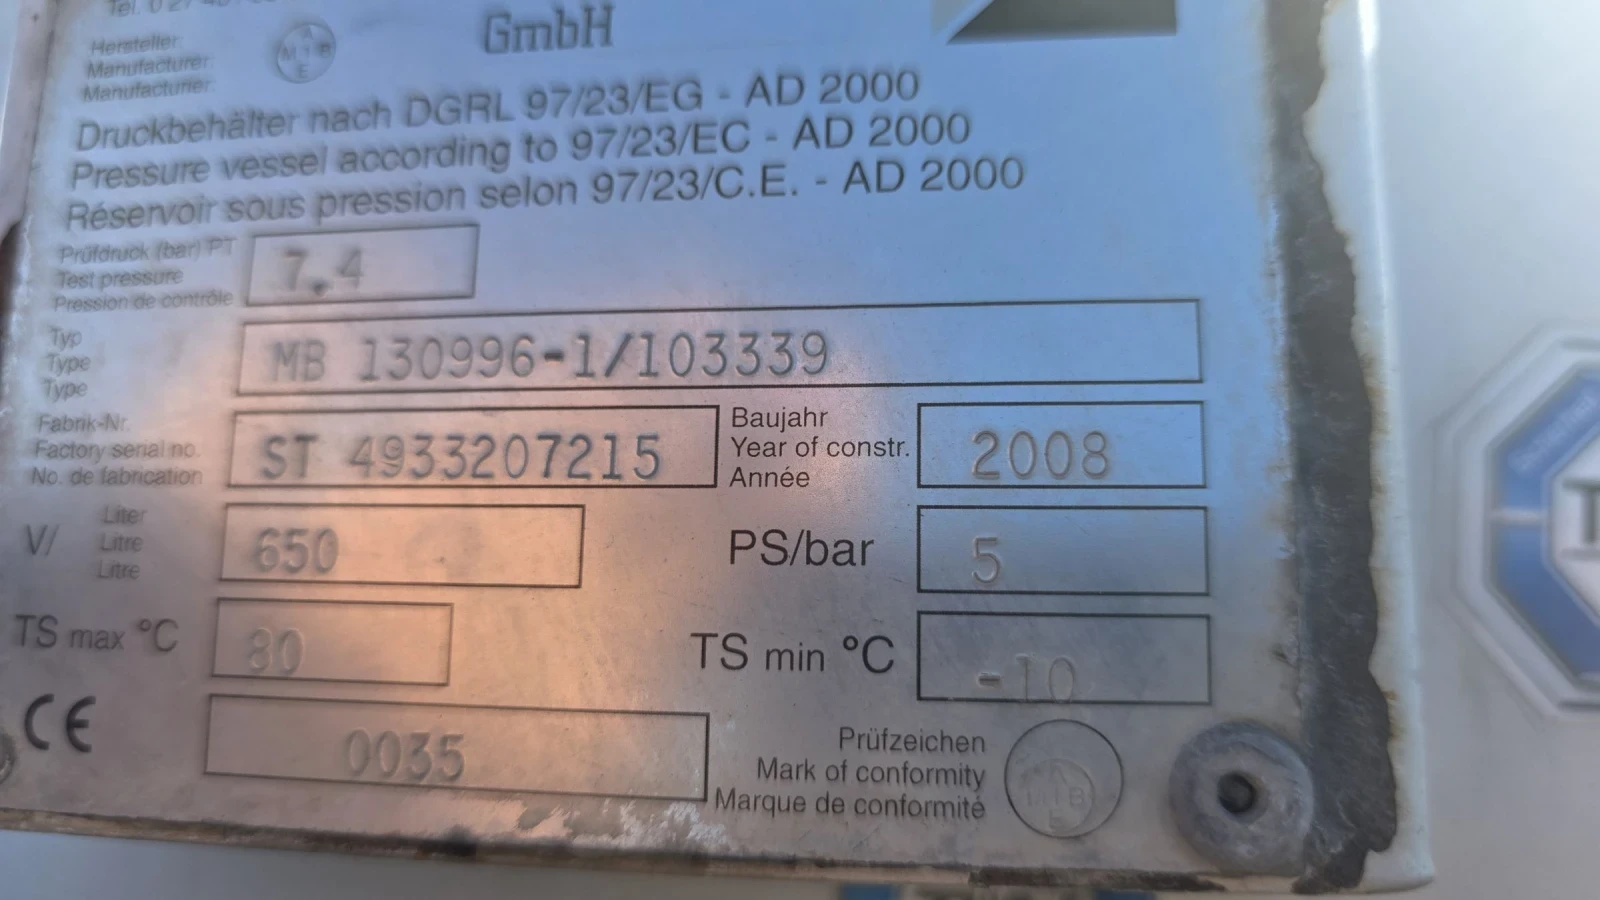 GmbH
Hersteller:
Manufacturer:
Manufacturier:
Druckbehälter nach DGRL 97/23/EG - AD 2000
Pressure vessel according to 97/23/EC - AD 2000
Réservoir sous pression selon 97/23/C.E. - AD 2000
Prüfdruck (bar) PT
Test pressure
Pression de contrôle
7.4
Typ
Type
Type
MB 130996-1/103339
Fabrik-Nr.
Factory serial no.
No. de fabrication
ST 4933207215
Baujahr
Year of constr.
Année
2008
V/
Liter
Litre
Litre
650
PS/bar
5
TS max °C
80
TS min °C
-10
CE
0035
Prüfzeichen
Mark of conformity
Marque de conformité